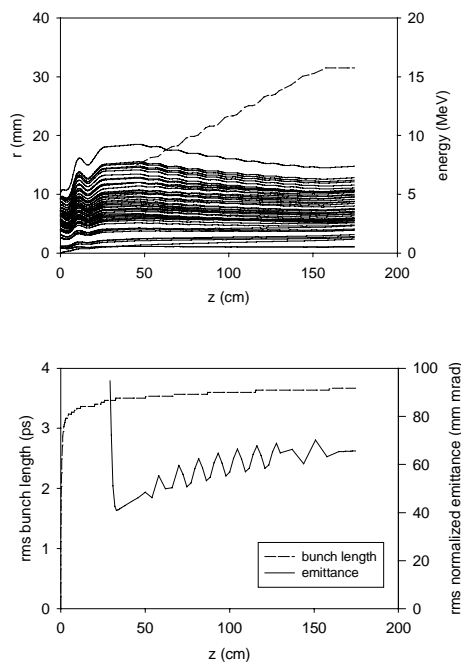 40
30
20
10
0
r (mm)
20
15
10
5
0
energy (MeV)
0 50 100 150 200
z (cm)
4
3
2
1
0
rms bunch length (ps)
100
80
60
40
20
0
rms normalized emittance (mm mrad)
bunch length
emittance
0 50 100 150 200
z (cm)